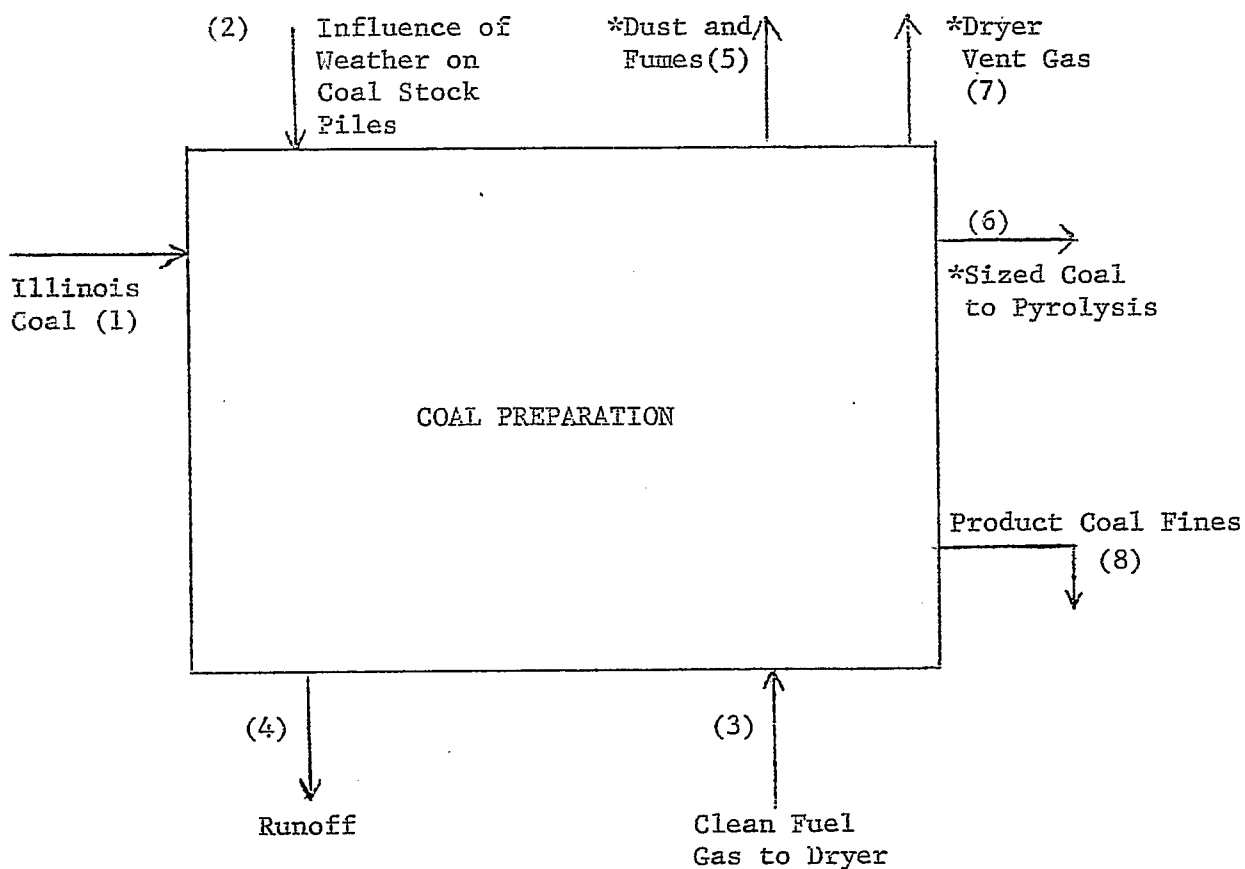 (2)
Influence of
Weather on
Coal Stock
Piles
*Dust and
Fumes(5)
*Dryer
Vent Gas
(7)
Illinois
Coal (1)
(6)
*Sized Coal
to Pyrolysis
COAL PREPARATION
Product Coal Fines
(8)
(4)
Runoff
(3)
Clean Fuel
Gas to Dryer